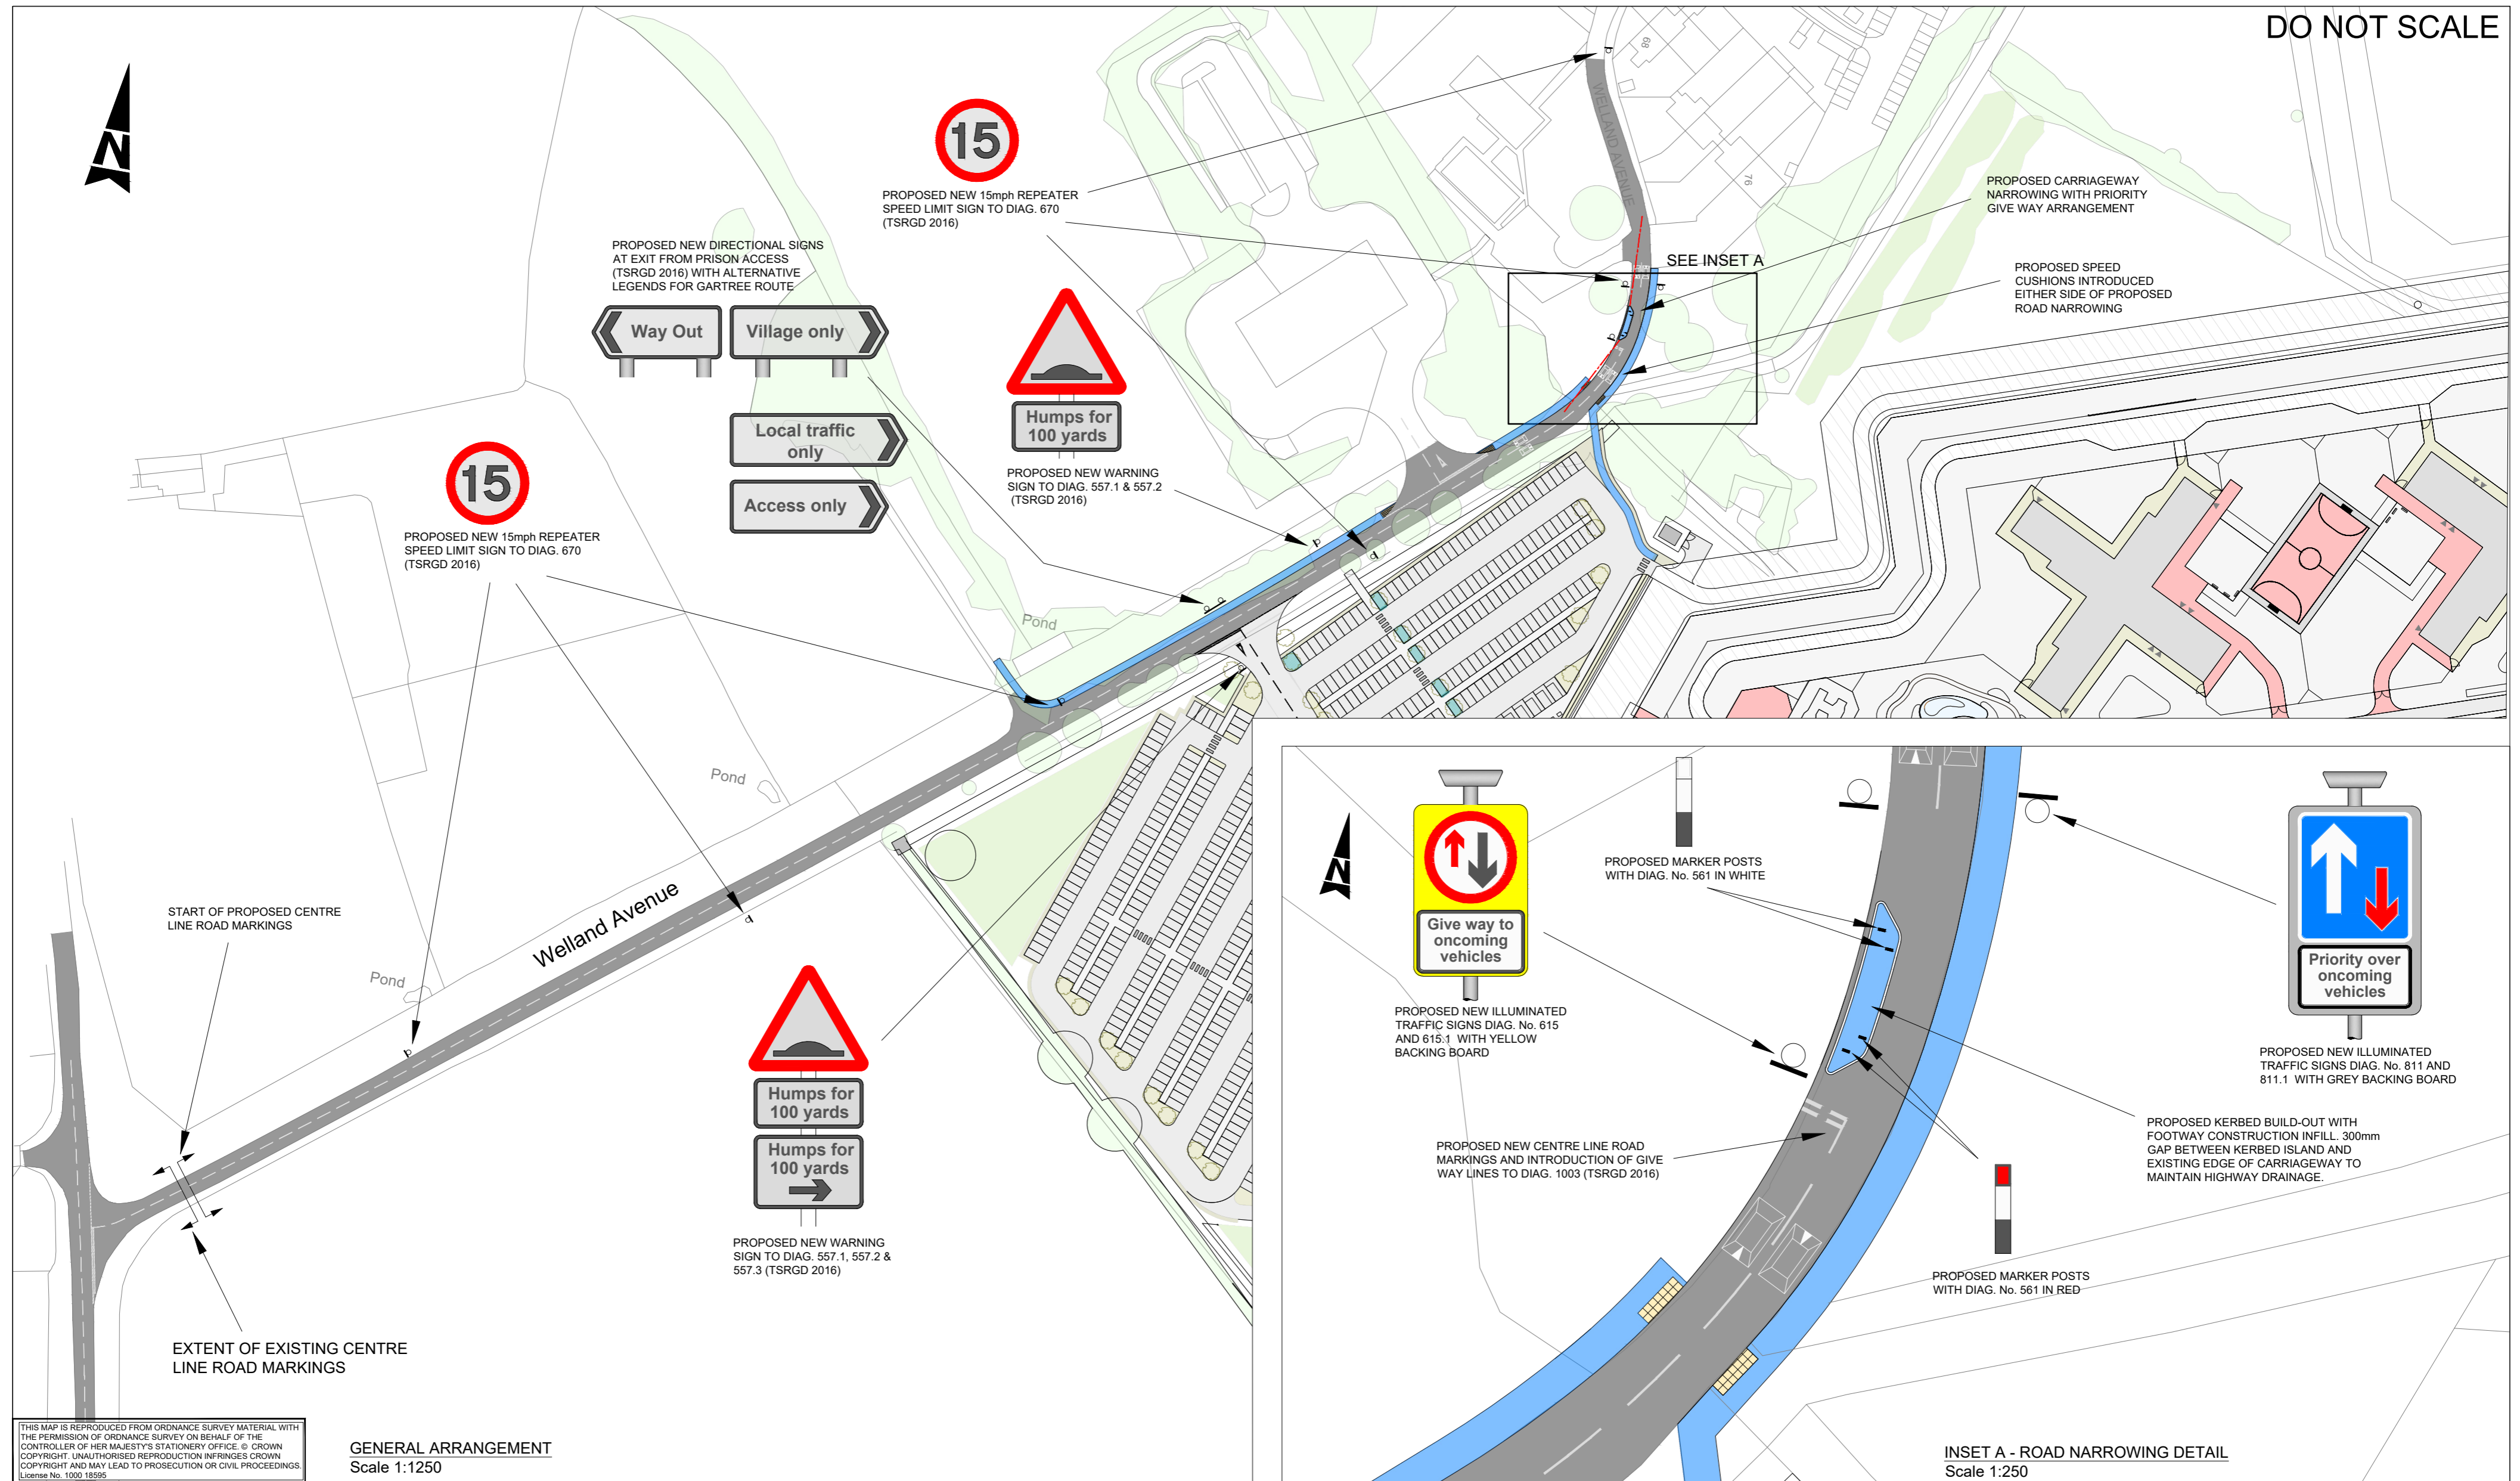 DO NOT SCALE
N
15
PROPOSED NEW 15mph REPEATER
SPEED LIMIT SIGN TO DIAG. 670
(TSRGD 2016)
68
WELLAND AVENUE
76
PROPOSED CARRIAGEWAY
NARROWING WITH PRIORITY
GIVE WAY ARRANGEMENT
SEE INSET A
PROPOSED SPEED
CUSHIONS INTRODUCED
EITHER SIDE OF PROPOSED
ROAD NARROWING
PROPOSED NEW DIRECTIONAL SIGNS
AT EXIT FROM PRISON ACCESS
(TSRGD 2016) WITH ALTERNATIVE
LEGENDS FOR GARTREE ROUTE
Way Out
Village only
Local traffic
only
Access only
Humps for
100 yards
PROPOSED NEW WARNING
SIGN TO DIAG. 557.1 & 557.2
(TSRGD 2016)
15
PROPOSED NEW 15mph REPEATER
SPEED LIMIT SIGN TO DIAG. 670
(TSRGD 2016)
Pond
Pond
Pond
Welland Avenue
START OF PROPOSED CENTRE
LINE ROAD MARKINGS
Humps for
100 yards
Humps for
100 yards
PROPOSED NEW WARNING
SIGN TO DIAG. 557.1, 557.2 &
557.3 (TSRGD 2016)
EXTENT OF EXISTING CENTRE
LINE ROAD MARKINGS
THIS MAP IS REPRODUCED FROM ORDNANCE SURVEY MATERIAL WITH
THE PERMISSION OF ORDNANCE SURVEY ON BEHALF OF THE
CONTROLLER OF HER MAJESTY'S STATIONERY OFFICE. © CROWN
COPYRIGHT. UNAUTHORISED REPRODUCTION INFRINGES CROWN
COPYRIGHT AND MAY LEAD TO PROSECUTION OR CIVIL PROCEEDINGS.
License No. 1000 18595
GENERAL ARRANGEMENT
Scale 1:1250
N
Give way to
oncoming
vehicles
PROPOSED NEW ILLUMINATED
TRAFFIC SIGNS DIAG. No. 615
AND 615.1 WITH YELLOW
BACKING BOARD
PROPOSED MARKER POSTS
WITH DIAG. No. 561 IN WHITE
Priority over
oncoming
vehicles
PROPOSED NEW ILLUMINATED
TRAFFIC SIGNS DIAG. No. 811 AND
811.1 WITH GREY BACKING BOARD
PROPOSED NEW CENTRE LINE ROAD
MARKINGS AND INTRODUCTION OF GIVE
WAY LINES TO DIAG. 1003 (TSRGD 2016)
PROPOSED KERBED BUILD-OUT WITH
FOOTWAY CONSTRUCTION INFILL. 300mm
GAP BETWEEN KERBED ISLAND AND
EXISTING EDGE OF CARRIAGEWAY TO
MAINTAIN HIGHWAY DRAINAGE.
PROPOSED MARKER POSTS
WITH DIAG. No. 561 IN RED
INSET A - ROAD NARROWING DETAIL
Scale 1:250